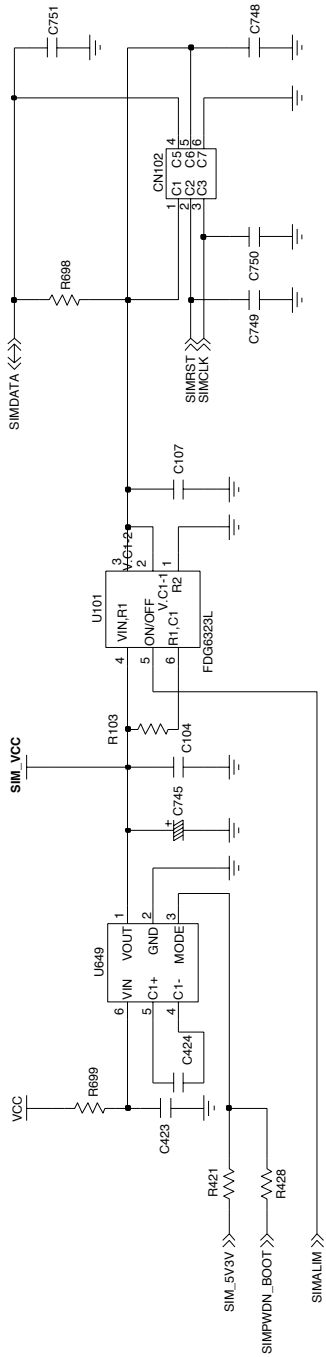 VCC
R699
C423
U649
6
VIN
VOUT
1
5
C1+
GND
2
4
C1-
MODE
3
C424
R421
R428
SIM_5V3V
SIMPWDN_BOOT
SIMALIM
SIM_VCC
+
C745
C104
R103
U101
4
VIN,R1
V.C1-2
3
5
ON/OFF
2
6
R1,C1
V.C1-1
R2
1
FDG6323L
C107
SIMDATA
R698
SIMRST
SIMCLK
C749
C750
CN102
1
C1
C5
4
2
C2
C6
5
3
C3
C7
6
C751
C748